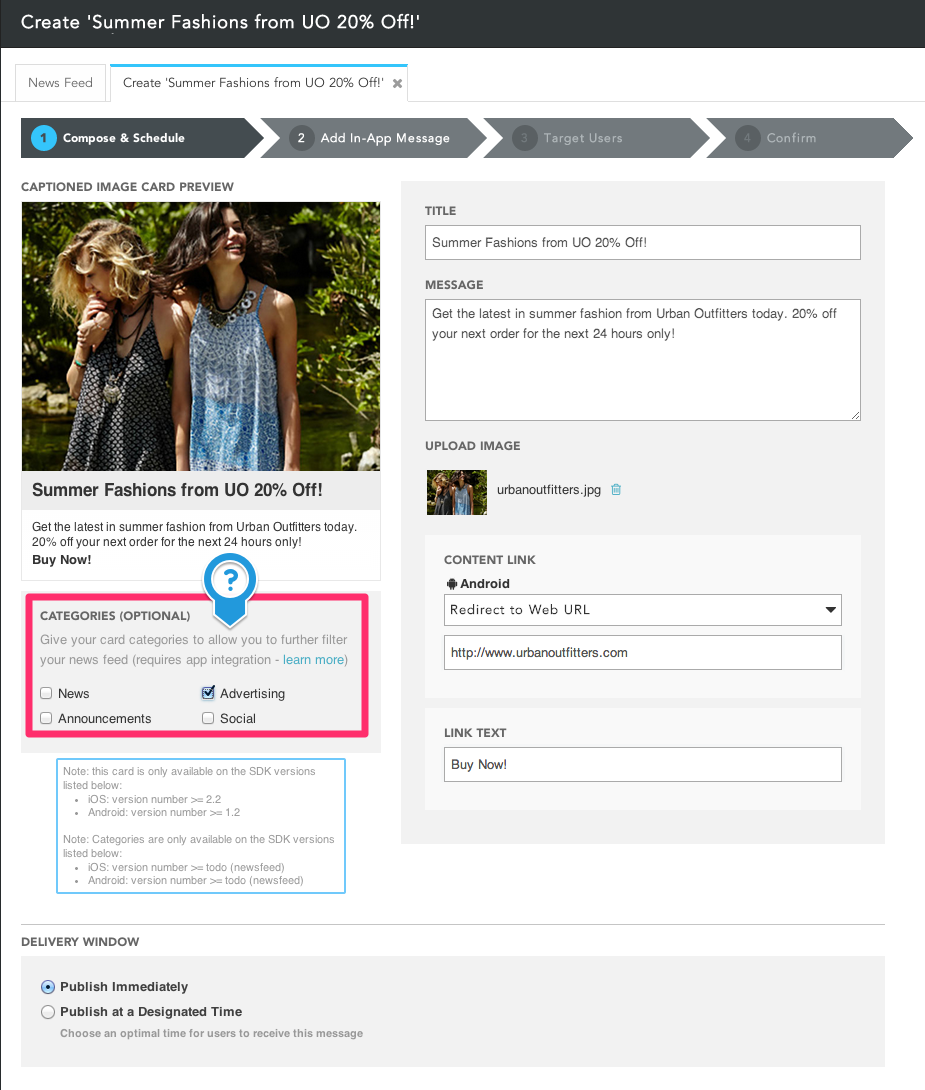 Create 'Summer Fashions from UO 20% Off!'
News Feed
Create 'Summer Fashions from UO 20% Off!'
1 Compose & Schedule
2 Add In-App Message
3 Target Users
4 Confirm
CAPTIONED IMAGE CARD PREVIEW
Summer Fashions from UO 20% Off!
Get the latest in summer fashion from Urban Outfitters today.
20% off your next order for the next 24 hours only!
Buy Now!
?
CATEGORIES (OPTIONAL)
Give your card categories to allow you to further filter
your news feed (requires app integration - learn more)
News
Advertising
Announcements
Social
Note: this card is only available on the SDK versions
listed below:
• iOS: version number >= 2.2
• Android: version number >= 1.2
Note: Categories are only available on the SDK versions
listed below:
• iOS: version number >= todo (newsfeed)
• Android: version number >= todo (newsfeed)
TITLE
Summer Fashions from UO 20% Off!
MESSAGE
Get the latest in summer fashion from Urban Outfitters today. 20% off
your next order for the next 24 hours only!
UPLOAD IMAGE
urbanoutfitters.jpg
CONTENT LINK
Android
Redirect to Web URL
http://www.urbanoutfitters.com
LINK TEXT
Buy Now!
DELIVERY WINDOW
Publish Immediately
Publish at a Designated Time
Choose an optimal time for users to receive this message